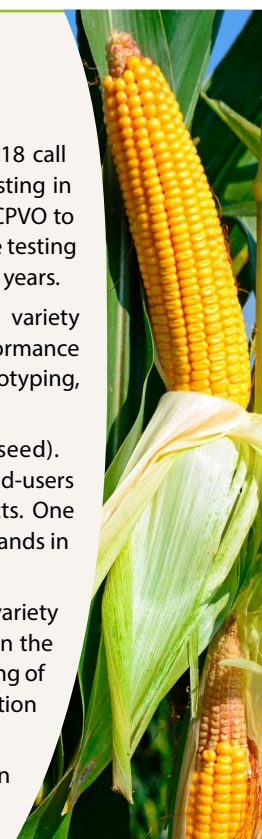 18 call
sting in
CPVO to
testing
years.
variety
ormance
otyping,
seed).
d-users
ts. One
ands in
variety
n the
ng of
tion
n